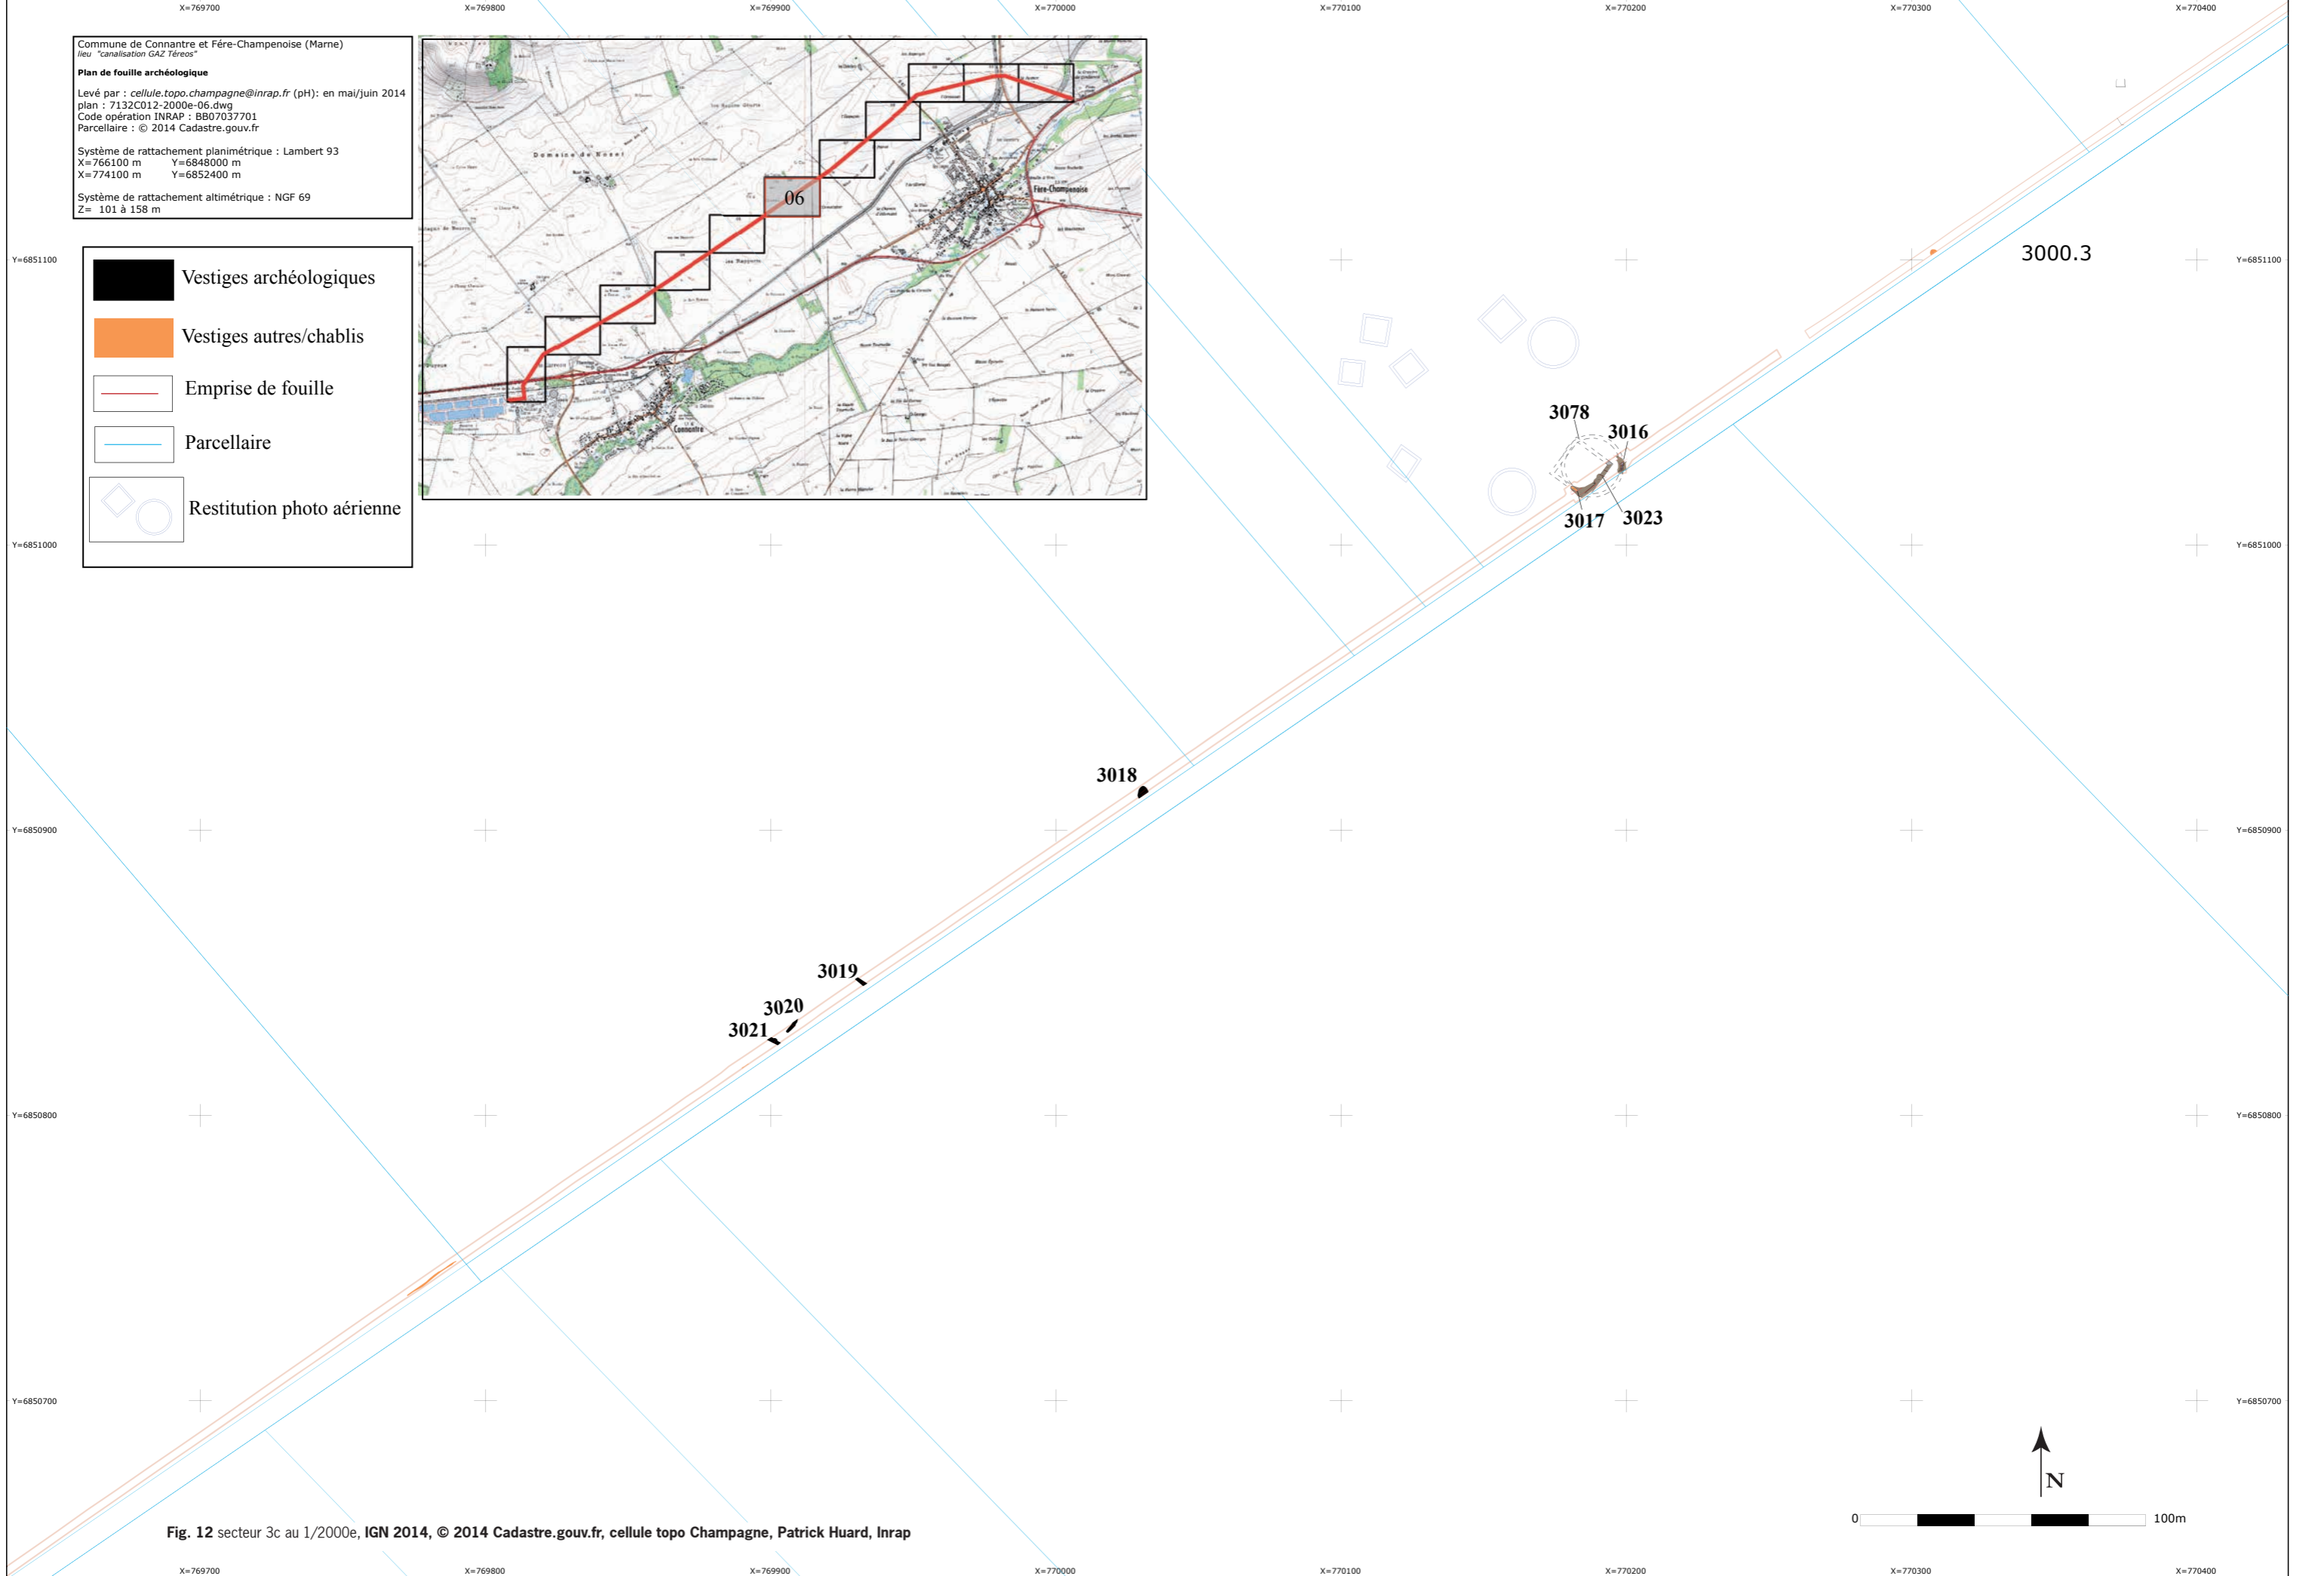 X=769700 X=769800 X=769900 X=770000 X=770100 X=770200 X=770300 X=770400
Commune de Connantre et Fére-Champenoise (Marne)
lieu "canalisation GAZ Téreos"
Plan de fouille archéologique
Levé par : cellule.topo.champagne@inrap.fr (pH): en mai/juin 2014
plan : 7132C012-2000e-06.dwg
Code opération INRAP : BB07037701
Parcellaire : © 2014 Cadastre.gouv.fr
Système de rattachement planimétrique : Lambert 93
X=766100 m Y=6848000 m
X=774100 m Y=6852400 m
Système de rattachement altimétrique : NGF 69
Z= 101 à 158 m
Vestiges archéologiques
Vestiges autres/chablis
Emprise de fouille
Parcellaire
Restitution photo aérienne
Domaine de Nozet
06
Fére-Champenoise
Connantre
Y=6851100 Y=6851100
3000.3
3078
3016
3017
3023
Y=6851000 Y=6851000
3018
Y=6850900 Y=6850900
3019
3020
3021
Y=6850800 Y=6850800
Y=6850700 Y=6850700
N
0 100m
Fig. 12 secteur 3c au 1/2000e, IGN 2014, © 2014 Cadastre.gouv.fr, cellule topo Champagne, Patrick Huard, Inrap
X=769700 X=769800 X=769900 X=770000 X=770100 X=770200 X=770300 X=770400